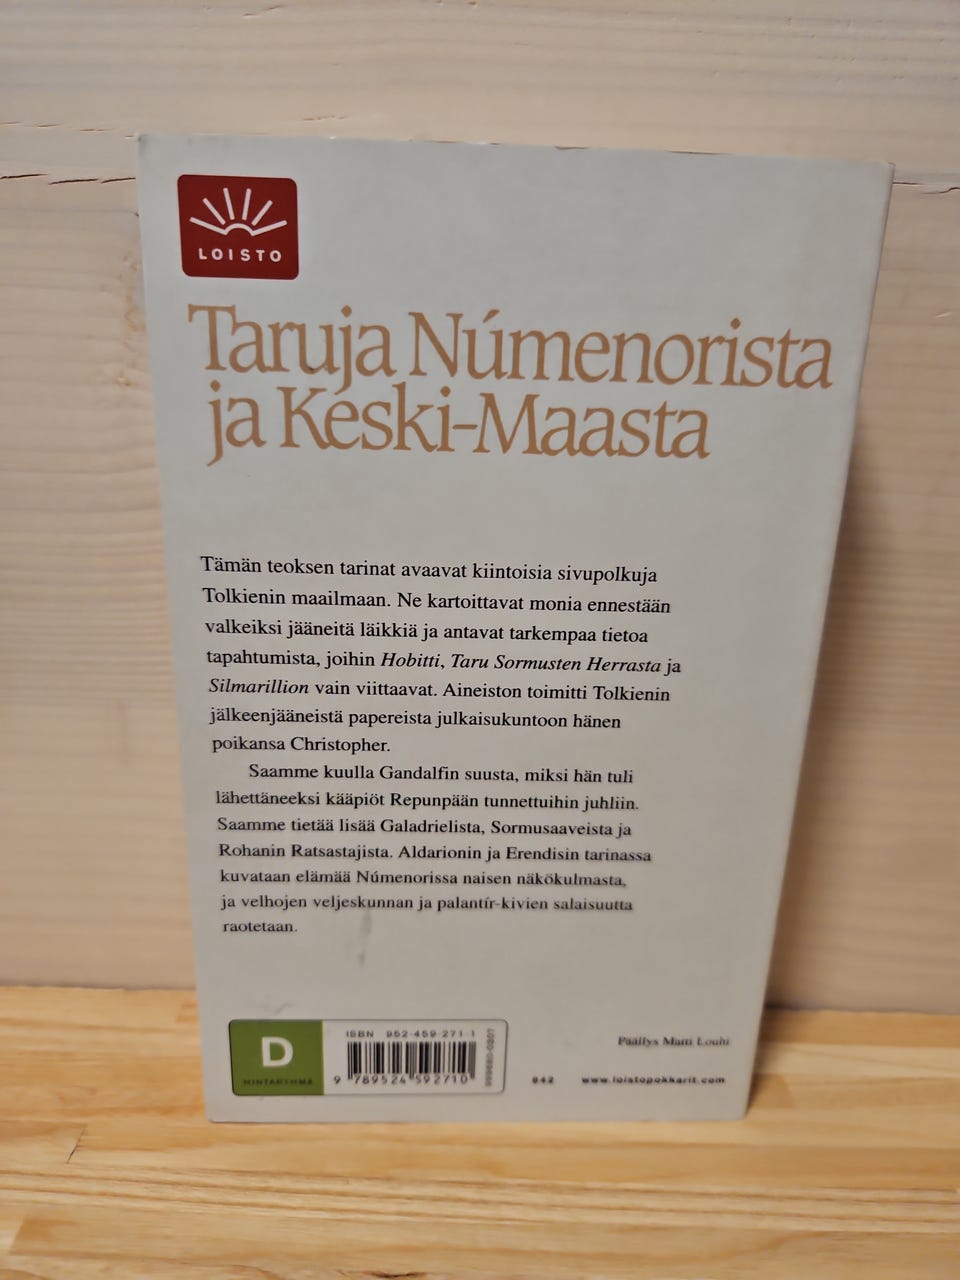 LOISTO
Taruja Númenorista
ja Keski-Maasta
Tämän teoksen tarinat avaavat kiintoisia sivupolkuja
Tolkienin maailmaan. Ne kartoittavat monia ennestään
valkeiksi jääneitä läikkiä ja antavat tarkempaa tietoa
tapahtumista, joihin Hobitti, Taru Sormusten Herrasta ja
Silmarillion vain viittaavat. Aineiston toimitti Tolkienin
jälkeenjääneistä papereista julkaisukuntoon hänen
poikansa Christopher.
Saamme kuulla Gandalfin suusta, miksi hän tuli
lähettäneeksi kääpiöt Repunpään tunnettuihin juhliin.
Saamme tietää lisää Galadrielista, Sormusaaveista ja
Rohanin Ratsastajista. Aldarionin ja Erendisin tarinassa
kuvataan elämää Númenorissa naisen näkökulmasta,
ja velhojen veljeskunnan ja palantír-kivien salaisuutta
raotetaan.
D
HINTARYHMÄ
ISBN 952-459-271-1
9 789524 592710
Päällys Matti Louhi
842 www.loistopokkarit.com